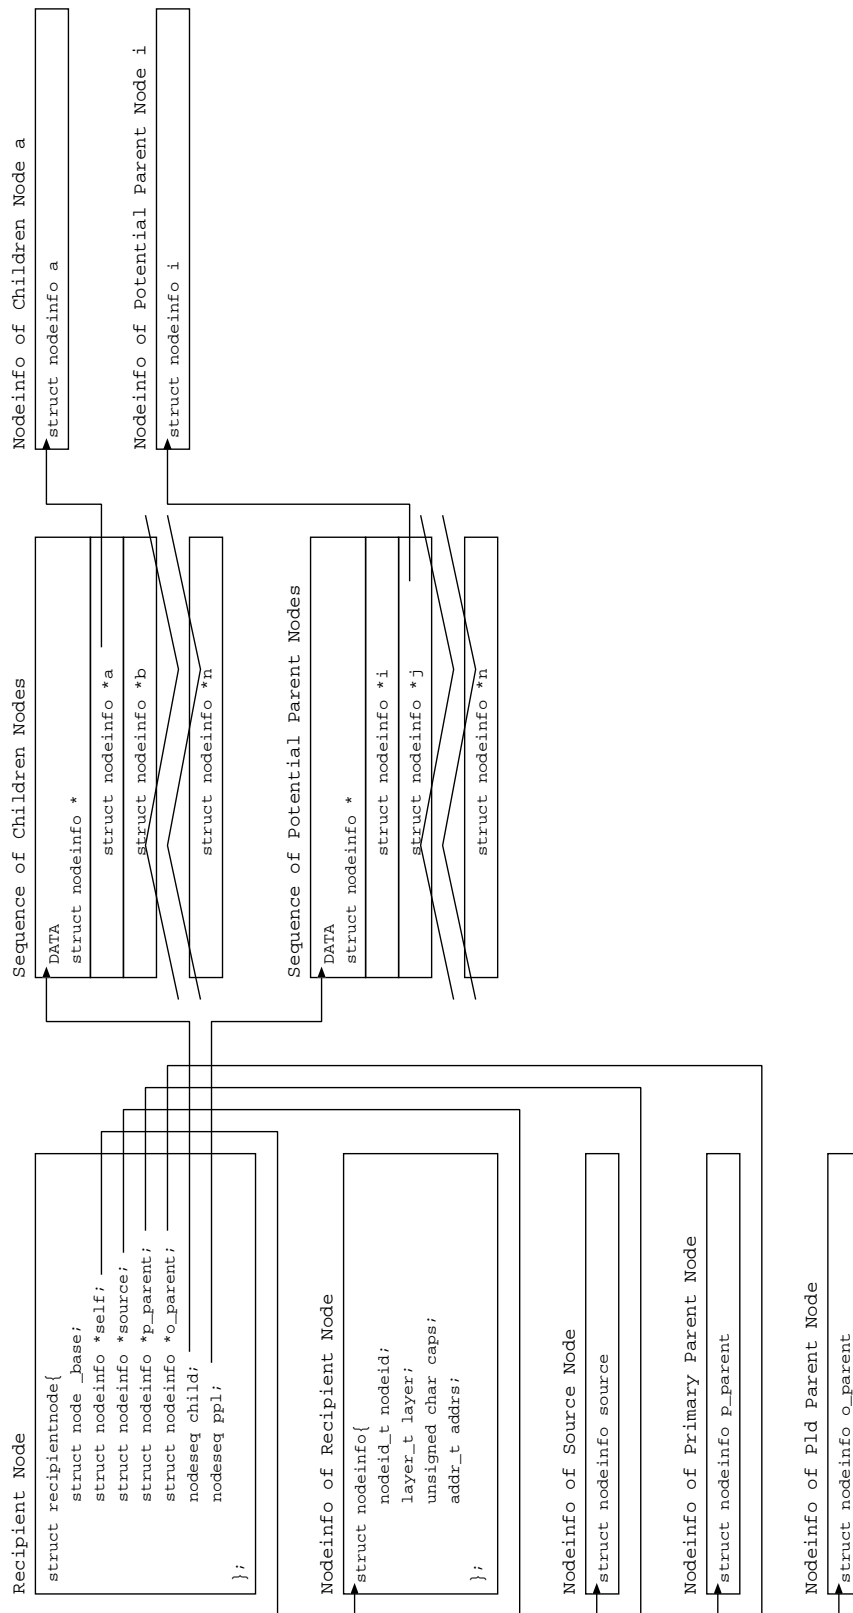 Recipient Node
struct recipientnode{
struct node _base;
struct nodeinfo *self;
struct nodeinfo *source;
struct nodeinfo *p_parent;
struct nodeinfo *o_parent;
nodeseq child;
nodeseq ppl;
};
Nodeinfo of Recipient Node
struct nodeinfo{
nodeid_t nodeid;
layer_t layer;
unsigned char caps;
addr_t addrs;
};
Nodeinfo of Source Node
struct nodeinfo source
Nodeinfo of Primary Parent Node
struct nodeinfo p_parent
Nodeinfo of Pld Parent Node
struct nodeinfo o_parent
Sequence of Children Nodes
DATA
struct nodeinfo *
struct nodeinfo *a
struct nodeinfo *b
struct nodeinfo *n
Sequence of Potential Parent Nodes
DATA
struct nodeinfo *
struct nodeinfo *i
struct nodeinfo *j
struct nodeinfo *n
Nodeinfo of Children Node a
struct nodeinfo a
Nodeinfo of Potential Parent Node i
struct nodeinfo i